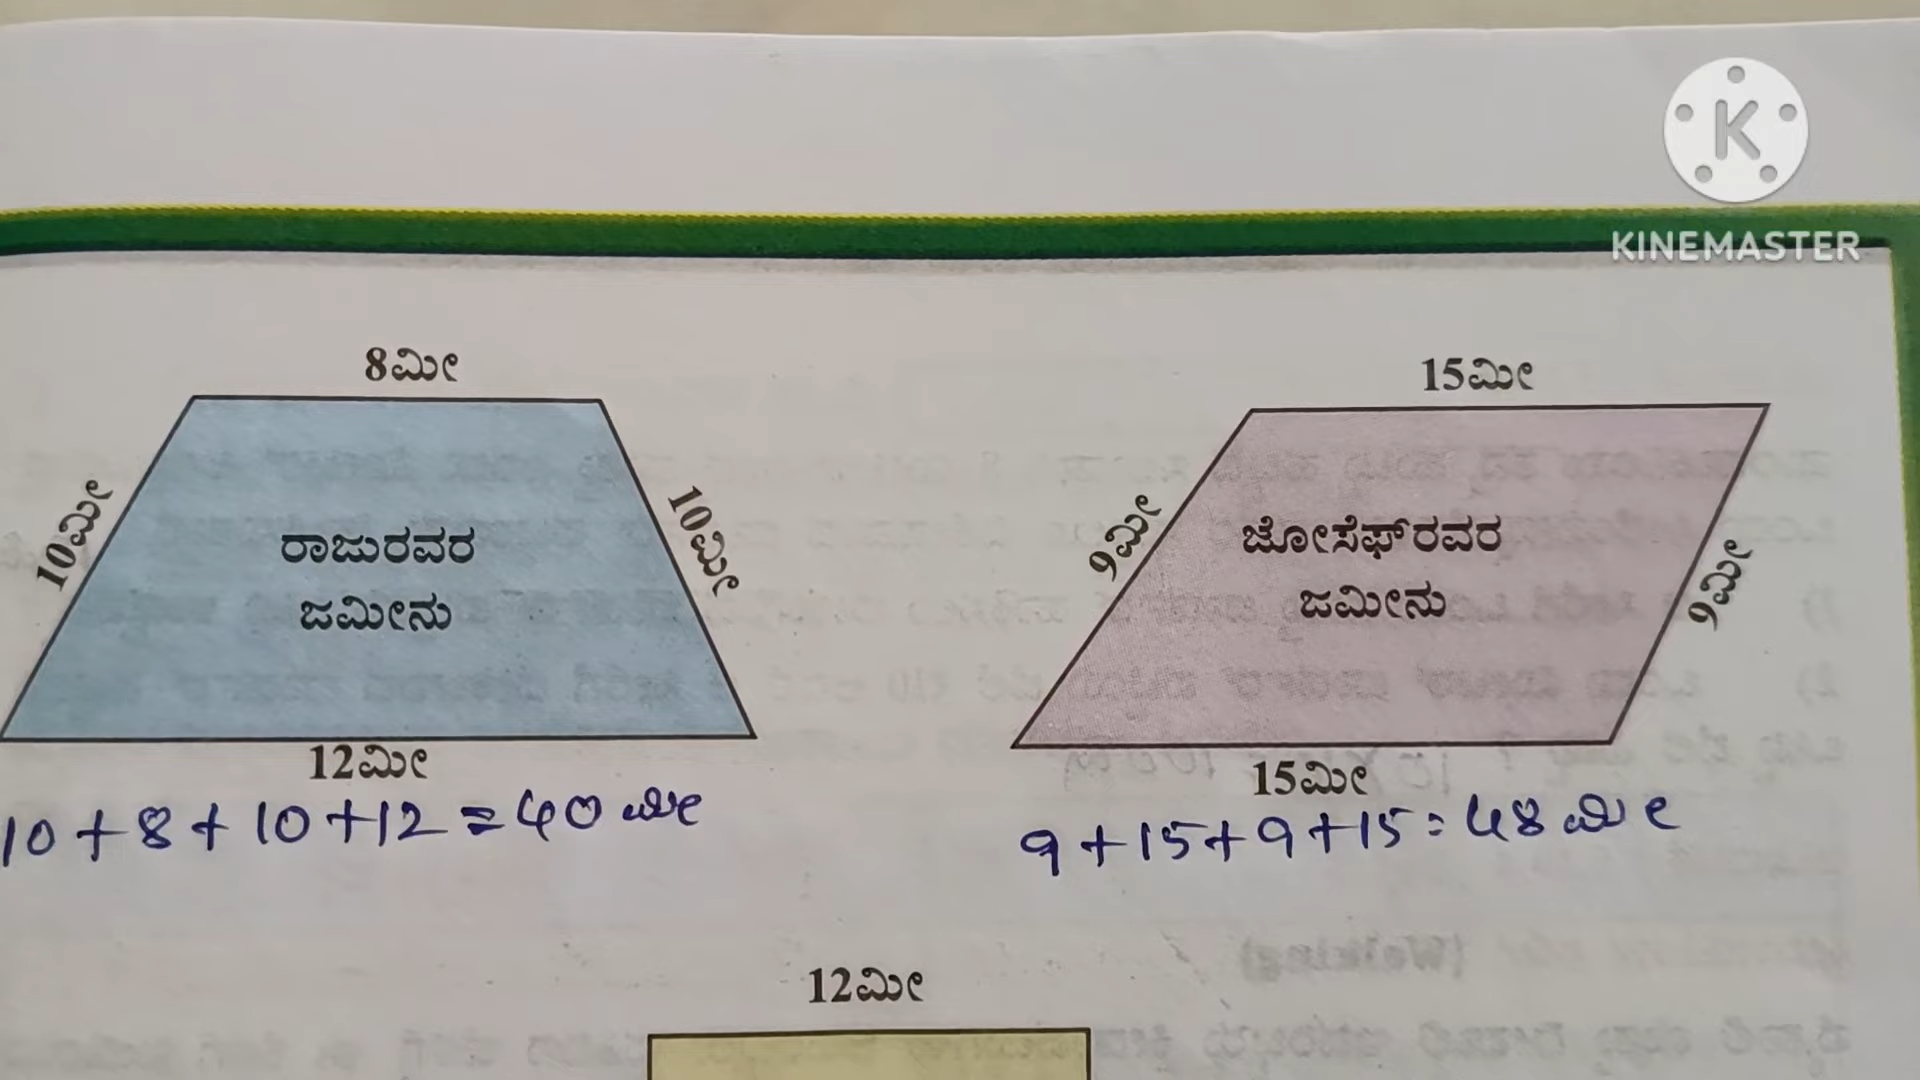 K
KINEMASTER
8ಮೀ
10ಮೀ
10ಮೀ
ರಾಜುರವರ
ಜಮೀನು
12ಮೀ
10+8+10+12=40 ಮೀ
15ಮೀ
9ಮೀ
9ಮೀ
ಜೋಸೆಫ್‌ರವರ
ಜಮೀನು
15ಮೀ
9+15+9+15=48 ಮೀ
12ಮೀ
(Walking)